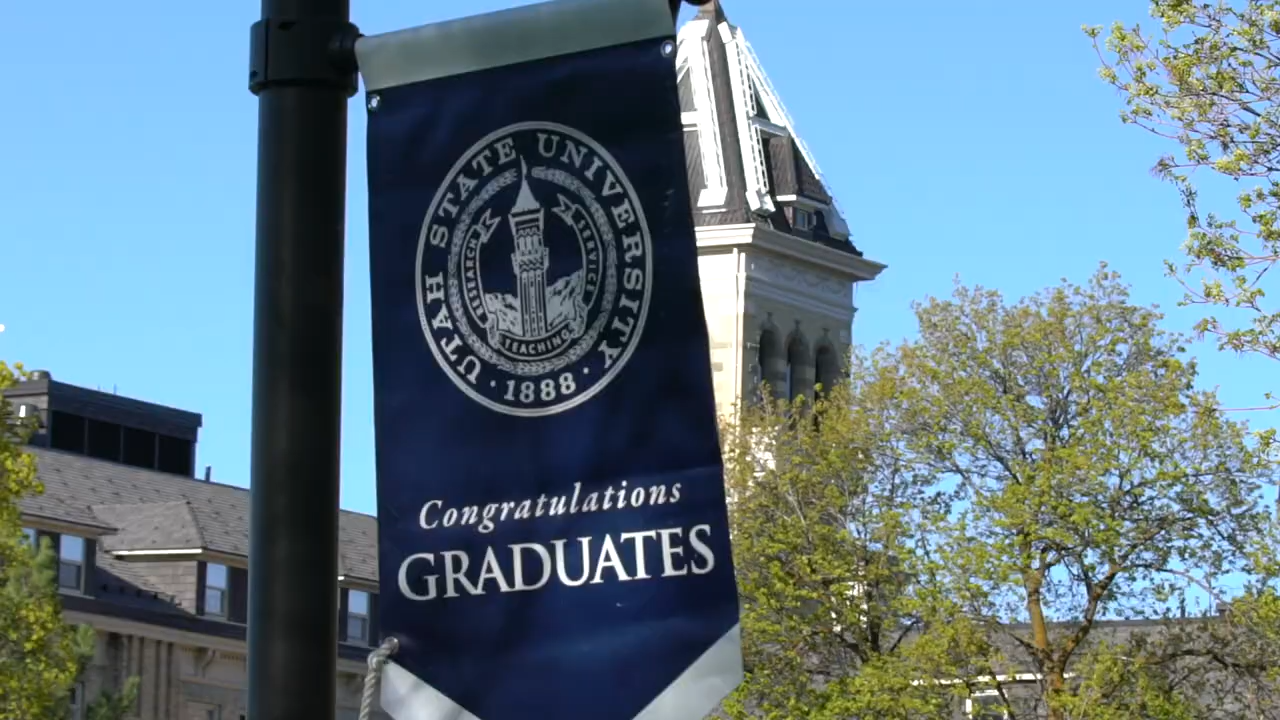 UTAH STATE UNIVERSITY
RESEARCH
SERVICE
TEACHING
· 1888 ·
Congratulations
GRADUATES